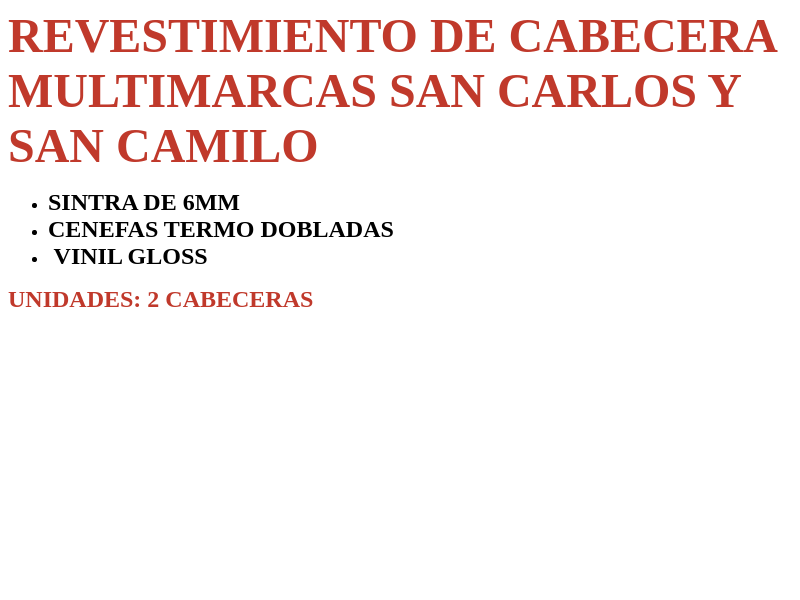 REVESTIMIENTO DE CABECERA
MULTIMARCAS SAN CARLOS Y
SAN CAMILO
• SINTRA DE 6MM
• CENEFAS TERMO DOBLADAS
• VINIL GLOSS
UNIDADES: 2 CABECERAS